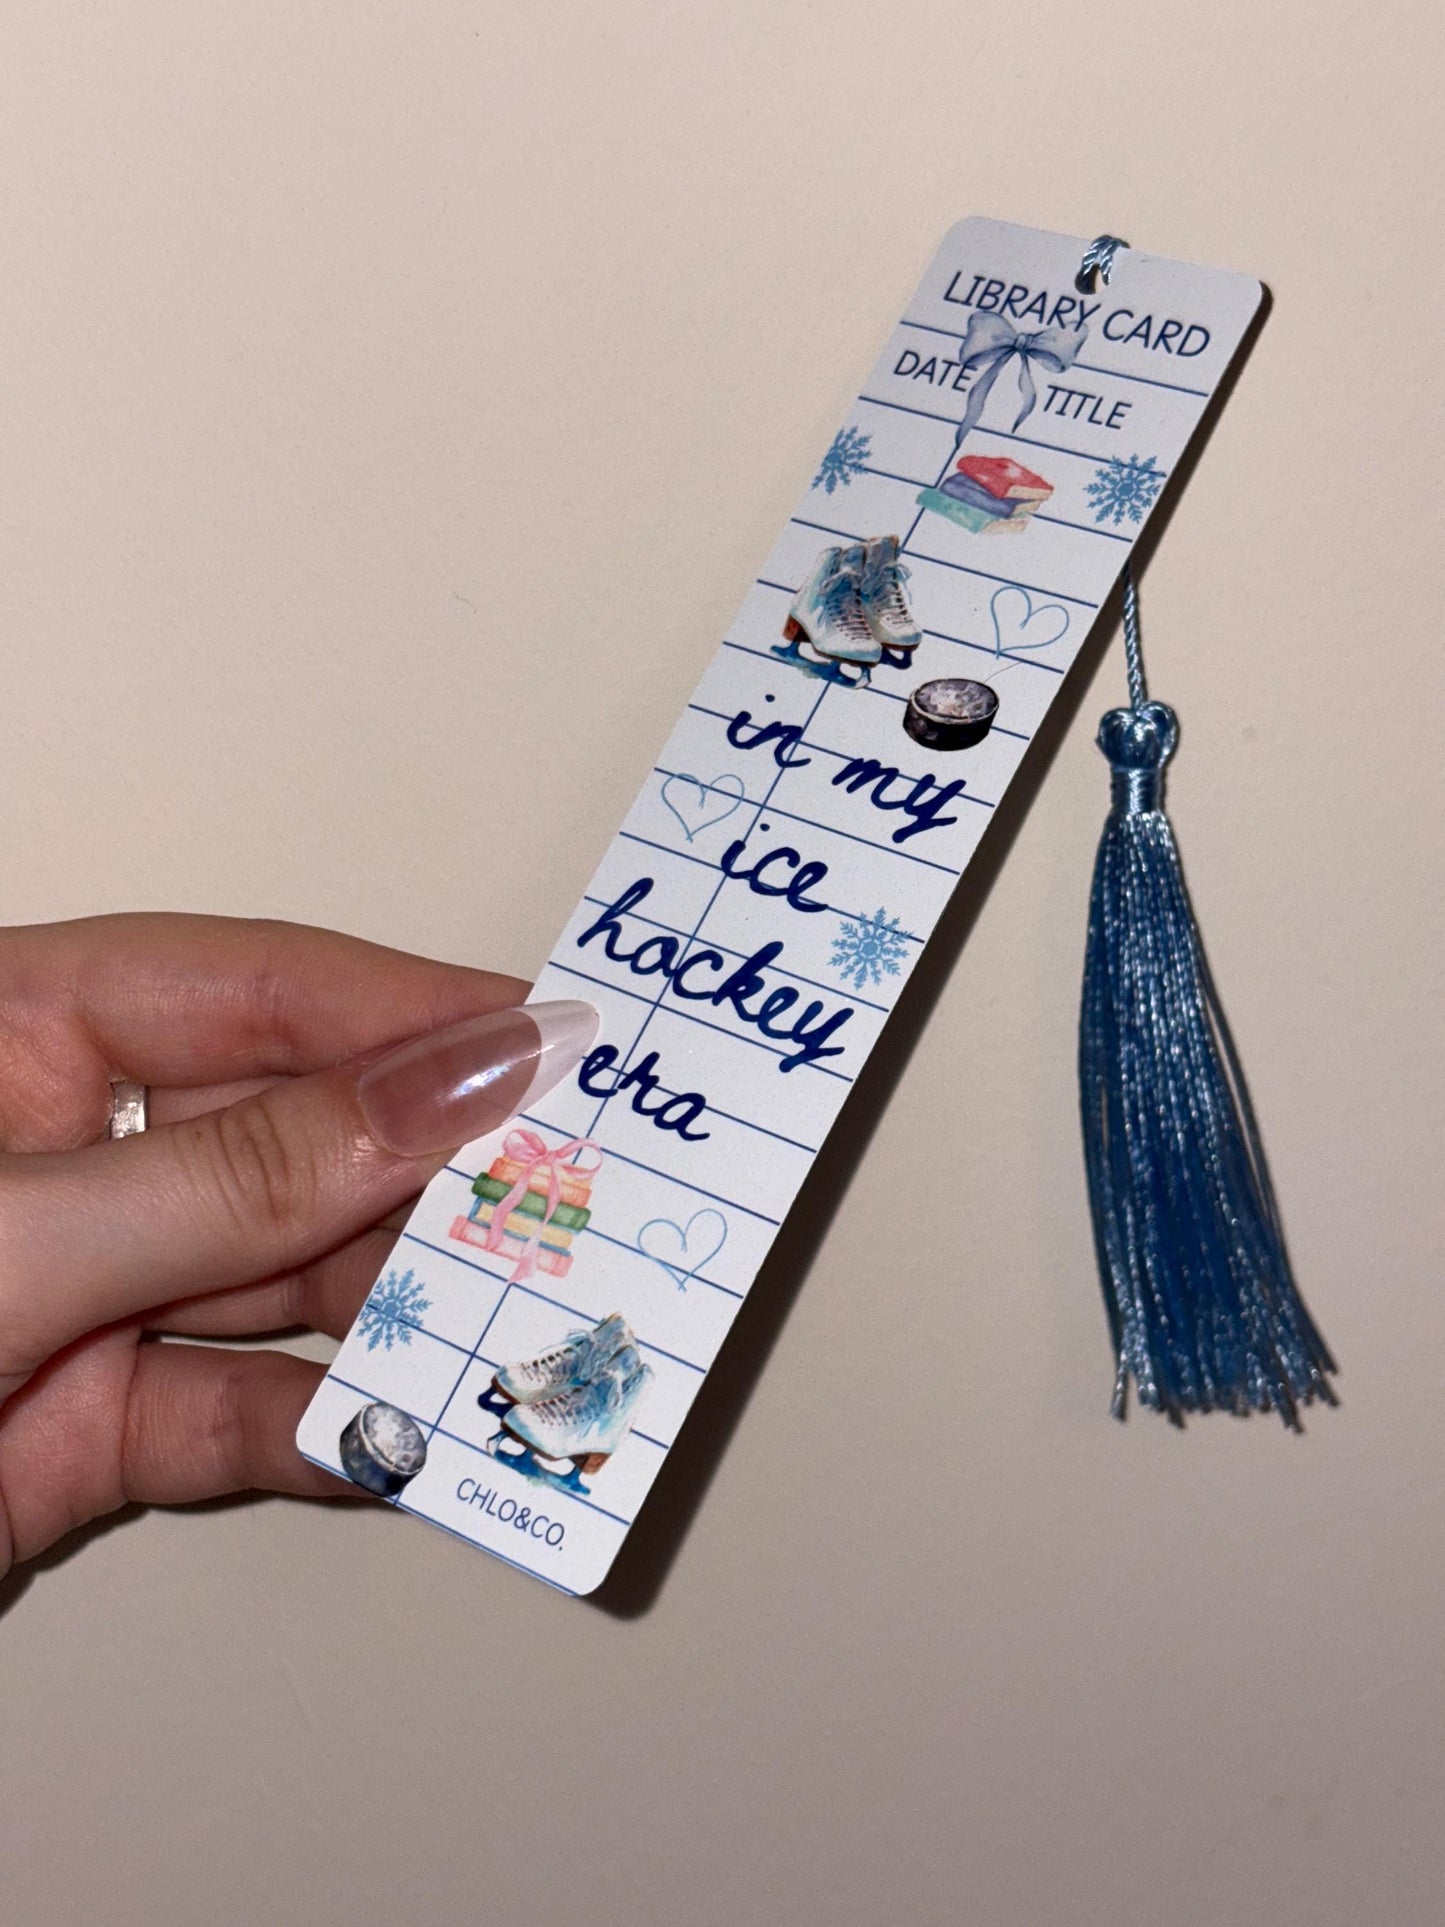 LIBRARY CARD
DATE TITLE
in my
ice
hockey
era
CHLO&CO.